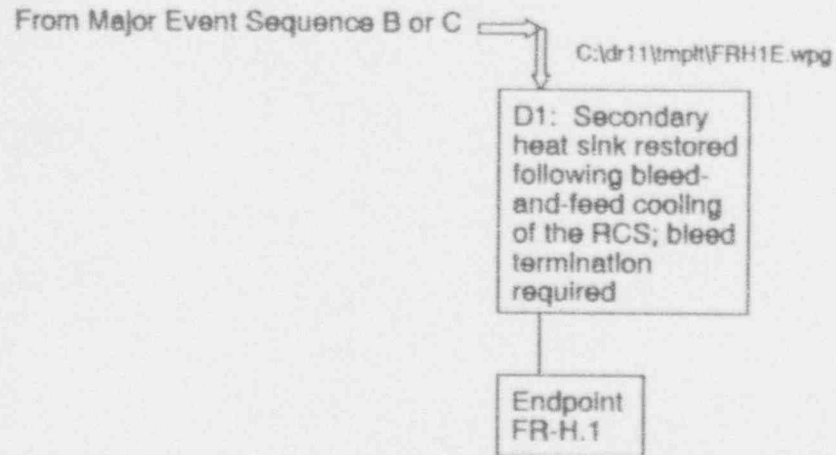 From Major Event Sequence B or C
C:\dr11\tmplt\FRH1E.wpg
D1: Secondary
heat sink restored
following bleed-
and-feed cooling
of the RCS; bleed
termination
required
Endpoint
FR-H.1